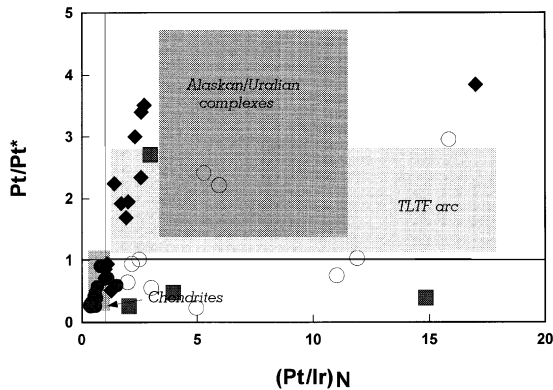 5
4
3
2
1
0
Pt/Pt*
Alaskan/Uralian
complexes
TLTF arc
Chondrites
0
5
10
15
20
(Pt/Ir)N